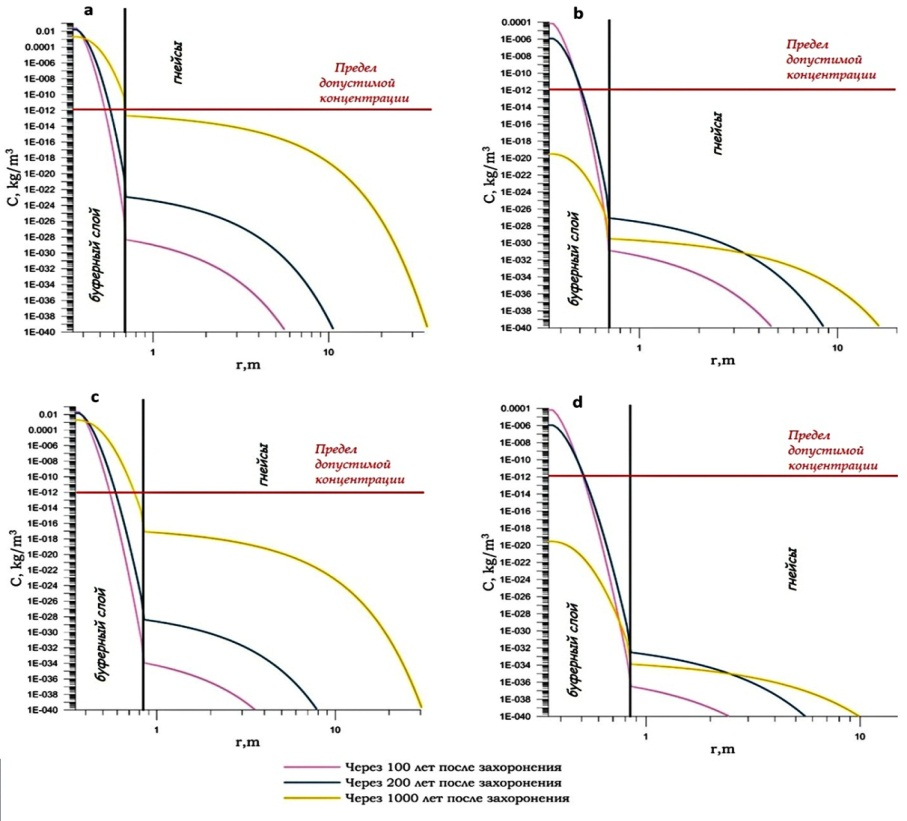 a
0.01
0.0001
1E-006
1E-008
1E-010
1E-012
1E-014
1E-016
1E-018
1E-020
1E-022
1E-024
1E-026
1E-028
1E-030
1E-032
1E-034
1E-036
1E-038
1E-040
C, kg/m³
буферный слой
гнейсы
Предел
допустимой
концентрации
1
10
r,m
b
0.0001
1E-006
1E-008
1E-010
1E-012
1E-014
1E-016
1E-018
1E-020
1E-022
1E-024
1E-026
1E-028
1E-030
1E-032
1E-034
1E-036
1E-038
1E-040
C, kg/m³
буферный слой
гнейсы
Предел
допустимой
концентрации
1
10
r,m
c
0.01
0.0001
1E-006
1E-008
1E-010
1E-012
1E-014
1E-016
1E-018
1E-020
1E-022
1E-024
1E-026
1E-028
1E-030
1E-032
1E-034
1E-036
1E-038
1E-040
C, kg/m³
буферный слой
гнейсы
Предел
допустимой
концентрации
1
10
r,m
d
0.0001
1E-006
1E-008
1E-010
1E-012
1E-014
1E-016
1E-018
1E-020
1E-022
1E-024
1E-026
1E-028
1E-030
1E-032
1E-034
1E-036
1E-038
1E-040
C, kg/m³
буферный слой
гнейсы
Предел
допустимой
концентрации
1
10
r,m
Через 100 лет после захоронения
Через 200 лет после захоронения
Через 1000 лет после захоронения